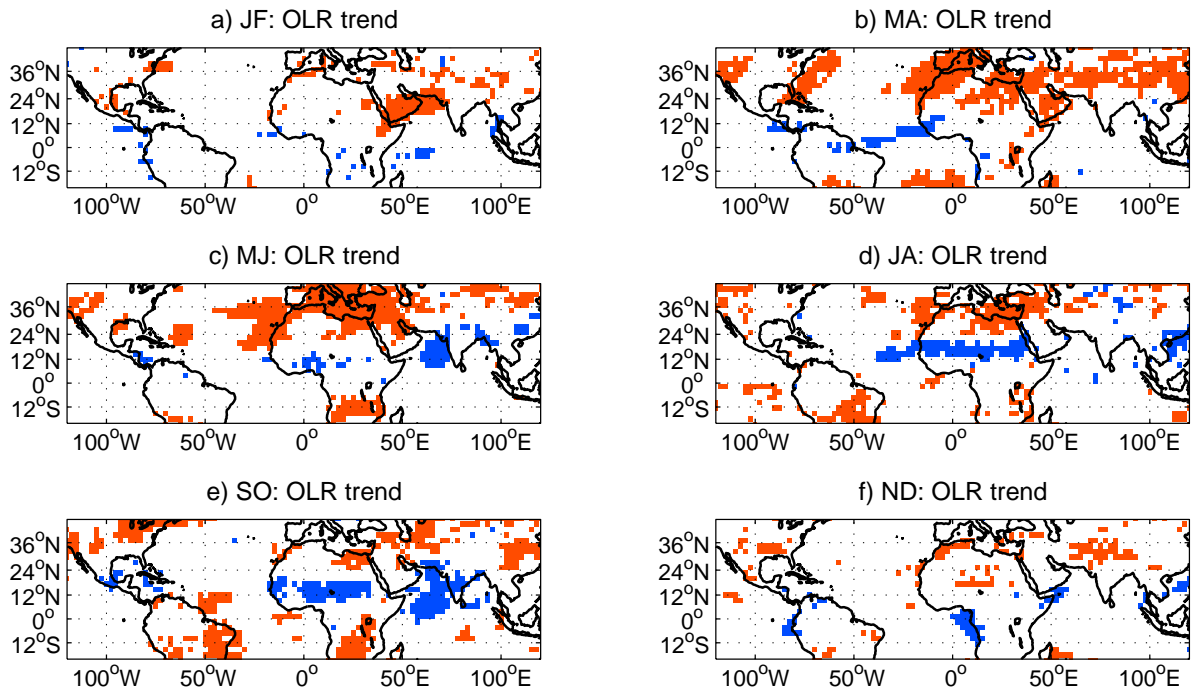 a) JF: OLR trend
36°N
24°N
12°N
0°
12°S
100°W 50°W 0° 50°E 100°E
b) MA: OLR trend
36°N
24°N
12°N
0°
12°S
100°W 50°W 0° 50°E 100°E
c) MJ: OLR trend
36°N
24°N
12°N
0°
12°S
100°W 50°W 0° 50°E 100°E
d) JA: OLR trend
36°N
24°N
12°N
0°
12°S
100°W 50°W 0° 50°E 100°E
e) SO: OLR trend
36°N
24°N
12°N
0°
12°S
100°W 50°W 0° 50°E 100°E
f) ND: OLR trend
36°N
24°N
12°N
0°
12°S
100°W 50°W 0° 50°E 100°E